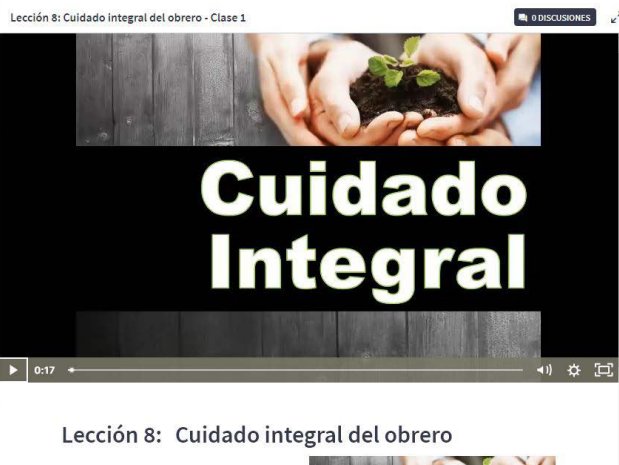 Lección 8: Cuidado integral del obrero - Clase 1
0 DISCUSIONES
Cuidado
Integral
0:17
Lección 8: Cuidado integral del obrero